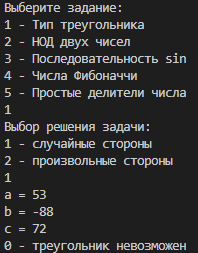 Выберите задание:
1 - Тип треугольника
2 - НОД двух чисел
3 - Последовательность sin
4 - Числа Фибоначчи
5 - Простые делители числа
1
Выбор решения задачи:
1 - случайные стороны
2 - произвольные стороны
1
a = 53
b = -88
c = 72
0 - треугольник невозможен